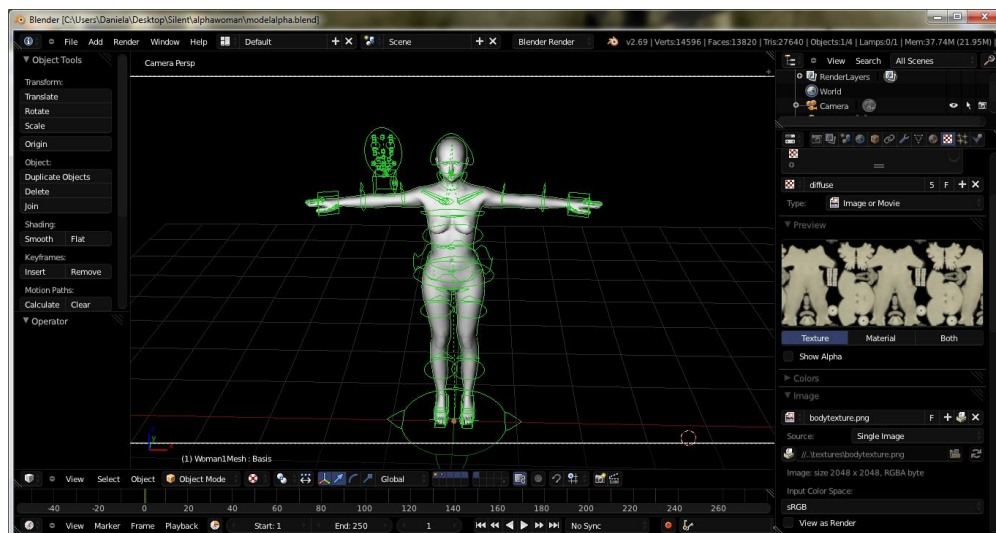 Blender [C:\Users\Daniela\Desktop\Silent\alphawoman\modelalpha.blend]
File Add Render Window Help Default Scene Blender Render v2.69 | Verts:14596 | Faces:13820 | Tris:27640 | Objects:1/4 | Lamps:0/1 | Mem:37.74M (21.95M) |
Object Tools
Transform:
Translate
Rotate
Scale
Origin
Object:
Duplicate Objects
Delete
Join
Shading:
Smooth Flat
Keyframes:
Insert Remove
Motion Paths:
Calculate Clear
Operator
Camera Persp
(1) Woman1Mesh : Basis
View Search All Scenes
RenderLayers
World
Camera
diffuse 5 F
Type: Image or Movie
Preview
Texture Material Both
Show Alpha
Colors
Image
bodytexture.png F
Source: Single Image
//..\textures\bodytexture.png
Image: size 2048 x 2048, RGBA byte
Input Color Space:
sRGB
View as Render
View Select Object Object Mode Global
-40 -20 0 20 40 60 80 100 120 140 160 180 200 220 240 260
View Marker Frame Playback Start: 1 End: 250 1 No Sync